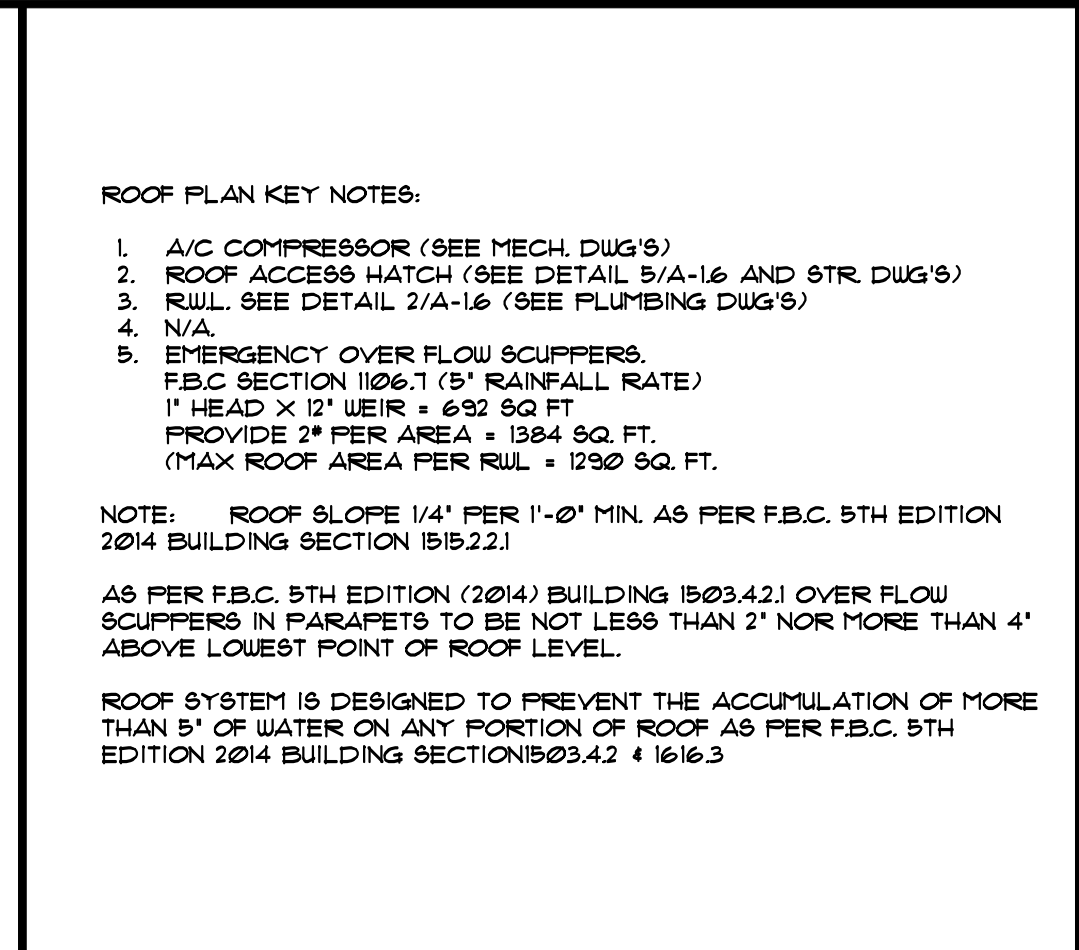 ROOF PLAN KEY NOTES:
1. A/C COMPRESSOR (SEE MECH. DWG'S)
2. ROOF ACCESS HATCH (SEE DETAIL 5/A-1.6 AND STR. DWG'S)
3. R.W.L. SEE DETAIL 2/A-1.6 (SEE PLUMBING DWG'S)
4. N/A.
5. EMERGENCY OVER FLOW SCUPPERS.
F.B.C SECTION 1106.7 (5" RAINFALL RATE)
1" HEAD X 12" WEIR = 692 SQ FT
PROVIDE 2# PER AREA = 1384 SQ. FT.
(MAX ROOF AREA PER RWL = 1290 SQ. FT.
NOTE: ROOF SLOPE 1/4" PER 1'-0" MIN. AS PER F.B.C. 5TH EDITION
2014 BUILDING SECTION 1515.2.2.1
AS PER F.B.C. 5TH EDITION (2014) BUILDING 1503.4.2.1 OVER FLOW
SCUPPERS IN PARAPETS TO BE NOT LESS THAN 2" NOR MORE THAN 4"
ABOVE LOWEST POINT OF ROOF LEVEL.
ROOF SYSTEM IS DESIGNED TO PREVENT THE ACCUMULATION OF MORE
THAN 5" OF WATER ON ANY PORTION OF ROOF AS PER F.B.C. 5TH
EDITION 2014 BUILDING SECTION1503.4.2 & 1616.3